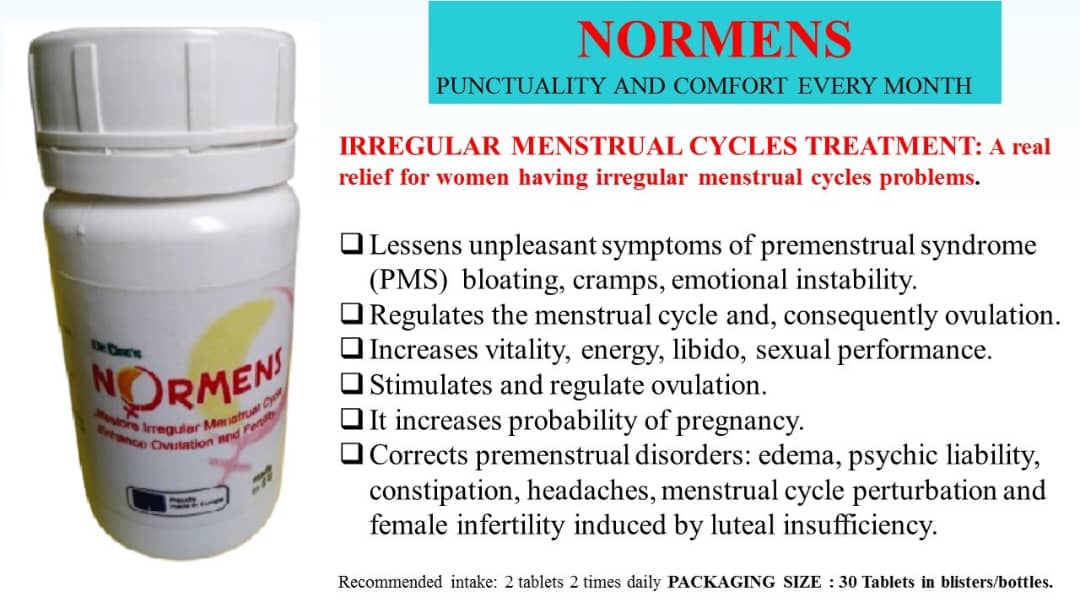 NORMENS
PUNCTUALITY AND COMFORT EVERY MONTH
IRREGULAR MENSTRUAL CYCLES TREATMENT: A real
relief for women having irregular menstrual cycles problems.
Lessens unpleasant symptoms of premenstrual syndrome
(PMS) bloating, cramps, emotional instability.
Regulates the menstrual cycle and, consequently ovulation.
Increases vitality, energy, libido, sexual performance.
Stimulates and regulate ovulation.
It increases probability of pregnancy.
Corrects premenstrual disorders: edema, psychic liability,
constipation, headaches, menstrual cycle perturbation and
female infertility induced by luteal insufficiency.
Recommended intake: 2 tablets 2 times daily PACKAGING SIZE : 30 Tablets in blisters/bottles.
NORMENS
Irregular Menstrual Cycle
Enhance Ovulation and Fertility
made in Europe